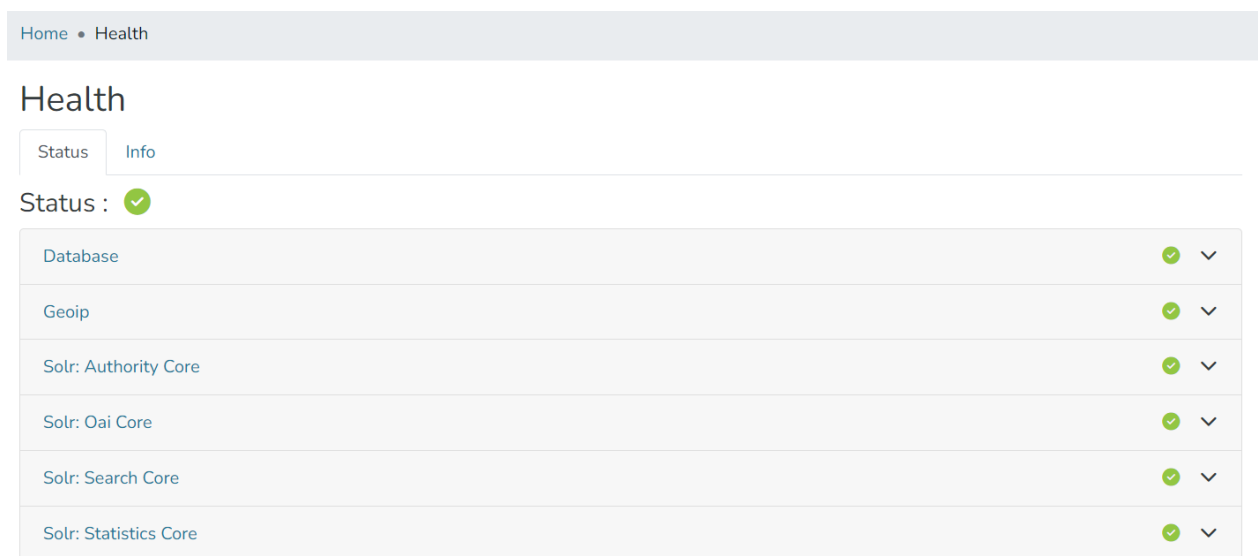 Home • Health
Health
Status Info
Status :
Database
Geoip
Solr: Authority Core
Solr: Oai Core
Solr: Search Core
Solr: Statistics Core